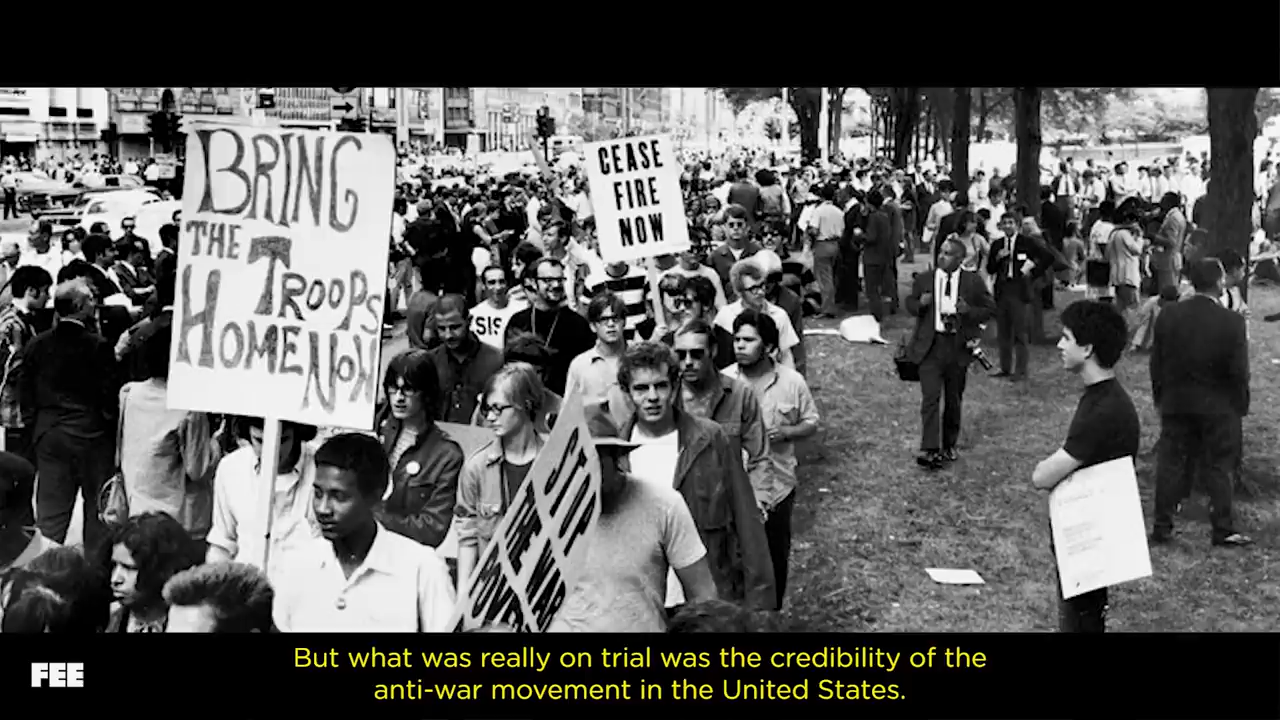 BRING
THE
TROOPS
HOME
NOW
CEASE
FIRE
NOW
SIS
STOP
THE WAR
FEE
But what was really on trial was the credibility of the
anti-war movement in the United States.